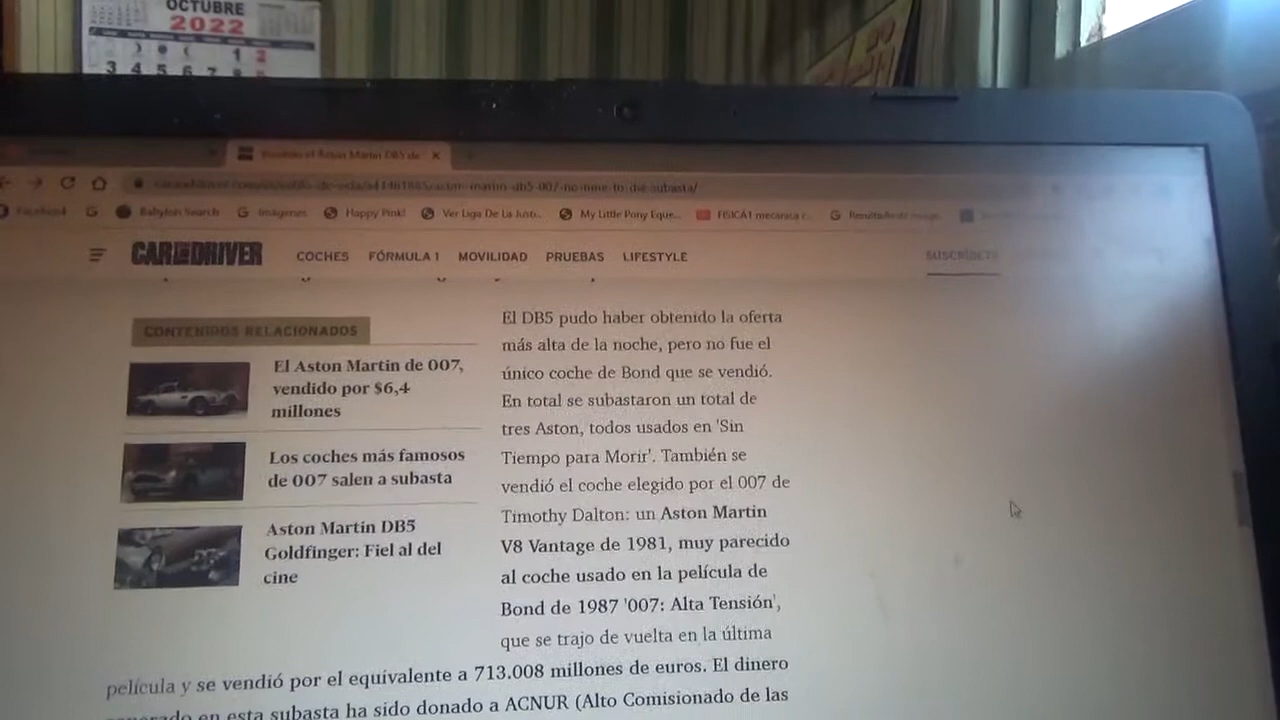 OCTUBRE
2022
1 2
3 4 5 6 7
Aston Martin DB5 de
Facebook
Babylon Search
Imágenes
Happy Pink!
Ver Liga De La Justi...
My Little Pony Eque...
FISICA1 mecanica
CAR AND DRIVER
COCHES
FÓRMULA 1
MOVILIDAD
PRUEBAS
LIFESTYLE
SUSCRÍBETE
CONTENIDOS RELACIONADOS
El Aston Martin de 007,
vendido por $6,4
millones
Los coches más famosos
de 007 salen a subasta
Aston Martin DB5
Goldfinger: Fiel al del
cine
El DB5 pudo haber obtenido la oferta
más alta de la noche, pero no fue el
único coche de Bond que se vendió.
En total se subastaron un total de
tres Aston, todos usados en 'Sin
Tiempo para Morir'. También se
vendió el coche elegido por el 007 de
Timothy Dalton: un Aston Martin
V8 Vantage de 1981, muy parecido
al coche usado en la película de
Bond de 1987 '007: Alta Tensión',
que se trajo de vuelta en la última
película y se vendió por el equivalente a 713.008 millones de euros. El dinero
en esta subasta ha sido donado a ACNUR (Alto Comisionado de las